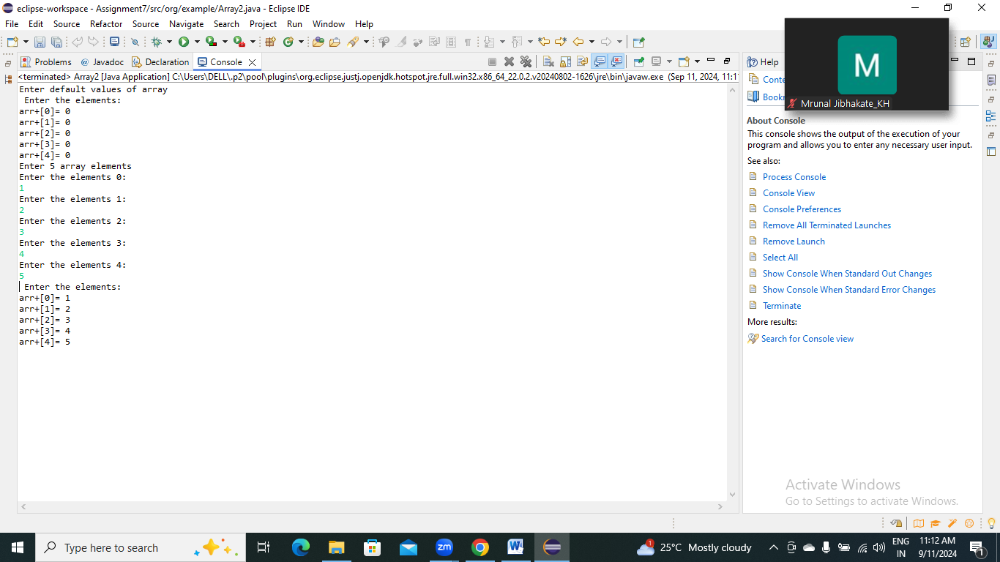 eclipse-workspace - Assignment7/src/org/example/Array2.java - Eclipse IDE
File Edit Source Refactor Source Navigate Search Project Run Window Help
Problems @ Javadoc Declaration Console
<terminated> Array2 [Java Application] C:\Users\DELL\.p2\pool\plugins\org.eclipse.justj.openjdk.hotspot.jre.full.win32.x86_64_22.0.2.v20240802-1626\jre\bin\javaw.exe (Sep 11, 2024, 11:1
Enter default values of array
Enter the elements:
arr+[0]= 0
arr+[1]= 0
arr+[2]= 0
arr+[3]= 0
arr+[4]= 0
Enter 5 array elements
Enter the elements 0:
1
Enter the elements 1:
2
Enter the elements 2:
3
Enter the elements 3:
4
Enter the elements 4:
5
Enter the elements:
arr+[0]= 1
arr+[1]= 2
arr+[2]= 3
arr+[3]= 4
arr+[4]= 5
Help
M
Mrunal Jibhakate_KH
Conte
Bookr
About Console
This console shows the output of the execution of your
program and allows you to enter any necessary user input.
See also:
Process Console
Console View
Console Preferences
Remove All Terminated Launches
Remove Launch
Select All
Show Console When Standard Out Changes
Show Console When Standard Error Changes
Terminate
More results:
Search for Console view
Activate Windows
Go to Settings to activate Windows.
Type here to search
zm
W
1
25°C Mostly cloudy
ENG
IN
11:12 AM
9/11/2024
1